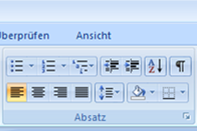 Überprüfen Ansicht
A Z ¶
Absatz